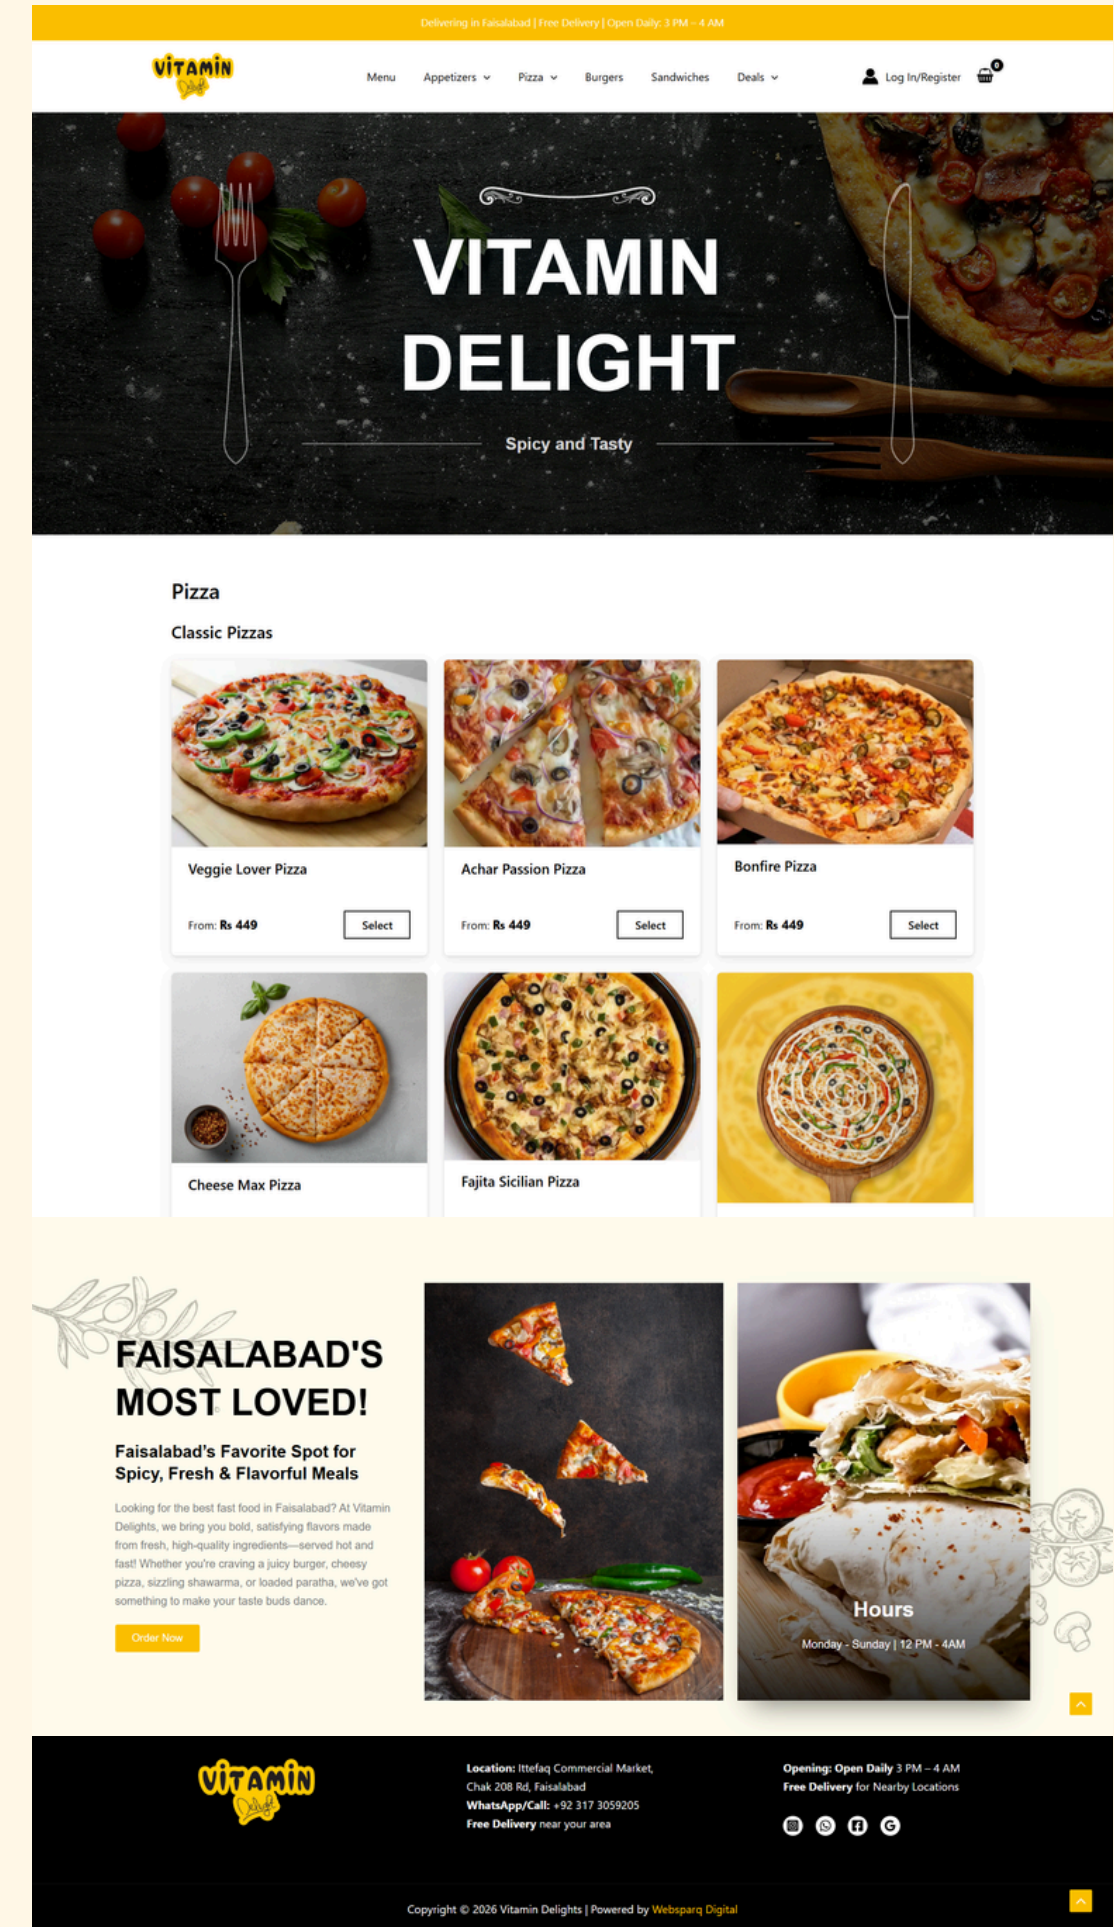 Delivering in Faisalabad | Free Delivery | Open Daily: 3 PM – 4 AM
VITAMIN
Delight
Menu Appetizers Pizza Burgers Sandwiches Deals Log In/Register 0
VITAMIN
DELIGHT
Spicy and Tasty
Pizza
Classic Pizzas
Veggie Lover Pizza
From: Rs 449 Select
Achar Passion Pizza
From: Rs 449 Select
Bonfire Pizza
From: Rs 449 Select
Cheese Max Pizza
Fajita Sicilian Pizza
FAISALABAD'S
MOST LOVED!
Faisalabad's Favorite Spot for
Spicy, Fresh & Flavorful Meals
Looking for the best fast food in Faisalabad? At Vitamin
Delights, we bring you bold, satisfying flavors made
from fresh, high-quality ingredients—served hot and
fast! Whether you're craving a juicy burger, cheesy
pizza, sizzling shawarma, or loaded paratha, we've got
something to make your taste buds dance.
Order Now
Hours
Monday - Sunday | 12 PM - 4AM
VITAMIN
Delight
Location: Ittefaq Commercial Market,
Chak 208 Rd, Faisalabad
WhatsApp/Call: +92 317 3059205
Free Delivery near your area
Opening: Open Daily 3 PM – 4 AM
Free Delivery for Nearby Locations
Copyright © 2026 Vitamin Delights | Powered by Websparq Digital